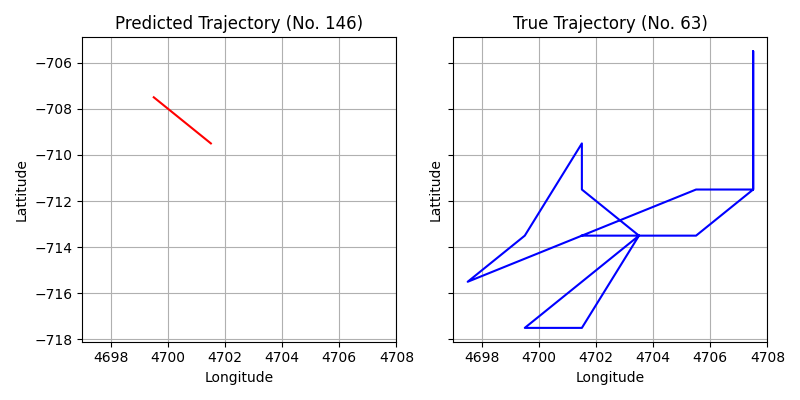 Predicted Trajectory (No. 146)
−706
−708
−710
−712
−714
−716
−718
Lattitude
4698 4700 4702 4704 4706 4708
Longitude
True Trajectory (No. 63)
Lattitude
4698 4700 4702 4704 4706 4708
Longitude